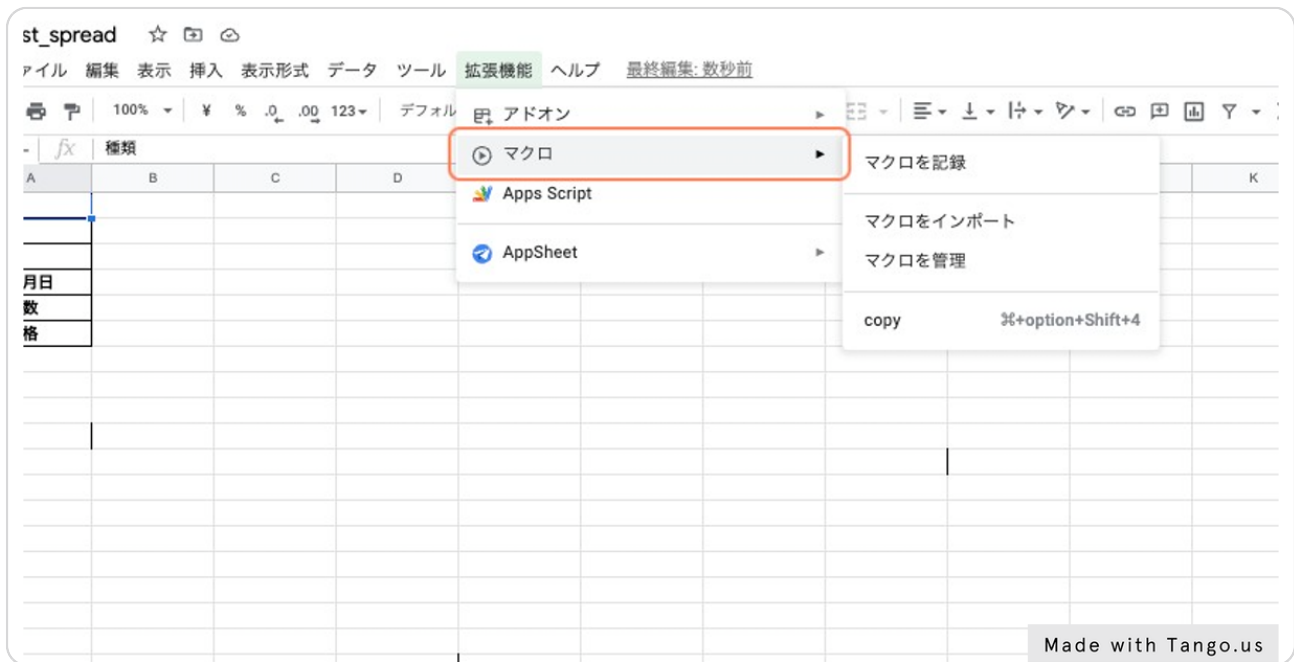 st_spread
ァイル 編集 表示 挿入 表示形式 データ ツール 拡張機能 ヘルプ 最終編集: 数秒前
100% ¥ % .0 .00 123 デフォル
fx 種類
A B C D K
アドオン
マクロ
Apps Script
AppSheet
マクロを記録
マクロをインポート
マクロを管理
copy ⌘+option+Shift+4
月日
数
格
Made with Tango.us